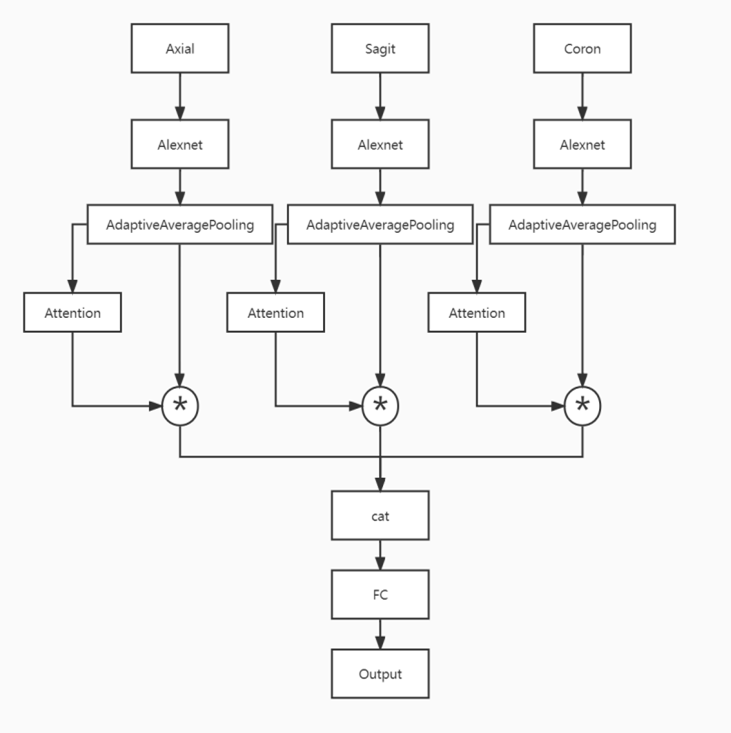 Axial
Sagit
Coron
Alexnet
Alexnet
Alexnet
AdaptiveAveragePooling
AdaptiveAveragePooling
AdaptiveAveragePooling
Attention
Attention
Attention
*
*
*
cat
FC
Output